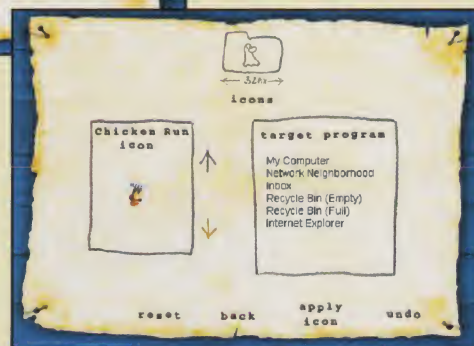 32px
icons
Chicken Run
icon
target program
My Computer
Network Neighborhood
Inbox
Recycle Bin (Empty)
Recycle Bin (Full)
Internet Explorer
reset
back
apply
icon
undo